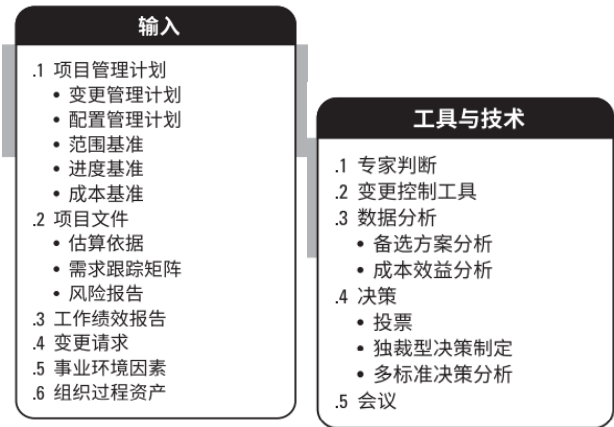 输入
.1 项目管理计划
• 变更管理计划
• 配置管理计划
• 范围基准
• 进度基准
• 成本基准
.2 项目文件
• 估算依据
• 需求跟踪矩阵
• 风险报告
.3 工作绩效报告
.4 变更请求
.5 事业环境因素
.6 组织过程资产
工具与技术
.1 专家判断
.2 变更控制工具
.3 数据分析
• 备选方案分析
• 成本效益分析
.4 决策
• 投票
• 独裁型决策制定
• 多标准决策分析
.5 会议